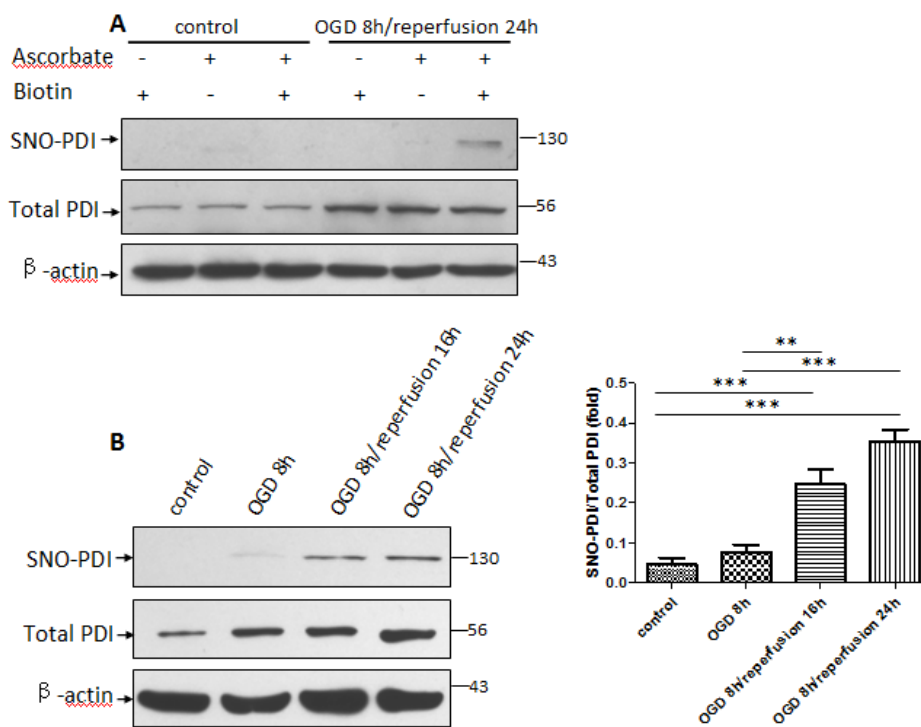 A
control OGD 8h/reperfusion 24h
Ascorbate - + + - + +
Biotin + - + + - +
SNO-PDI 130
Total PDI 56
β-actin 43
B
control
OGD 8h
OGD 8h/reperfusion 16h
OGD 8h/reperfusion 24h
SNO-PDI 130
Total PDI 56
β-actin 43
**
***
***
***
SNO-PDI/Total PDI (fold)
0.5
0.4
0.3
0.2
0.1
0.0
control
OGD 8h
OGD 8h/reperfusion 16h
OGD 8h/reperfusion 24h